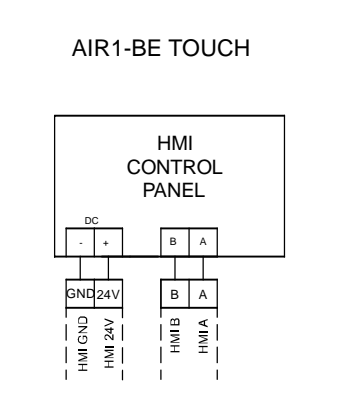 AIR1-BE TOUCH
HMI
CONTROL
PANEL
DC
- + B A
GND 24V B A
HMI GND HMI 24V HMI B HMI A